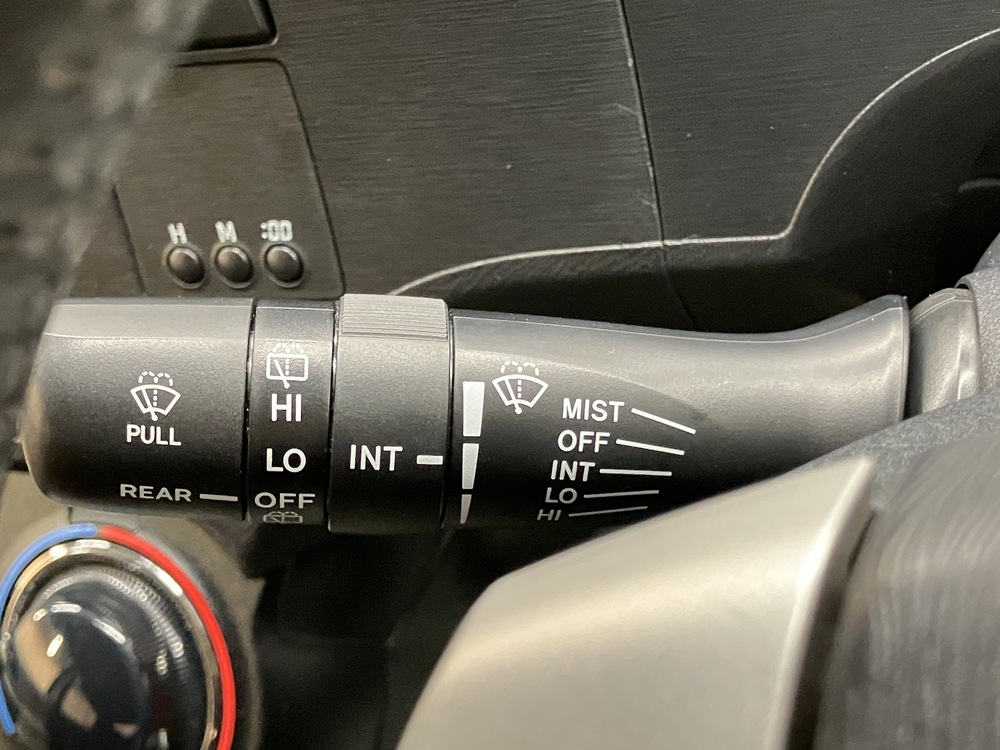 H M :00
PULL
REAR
HI
LO
OFF
INT
MIST
OFF
INT
LO
HI